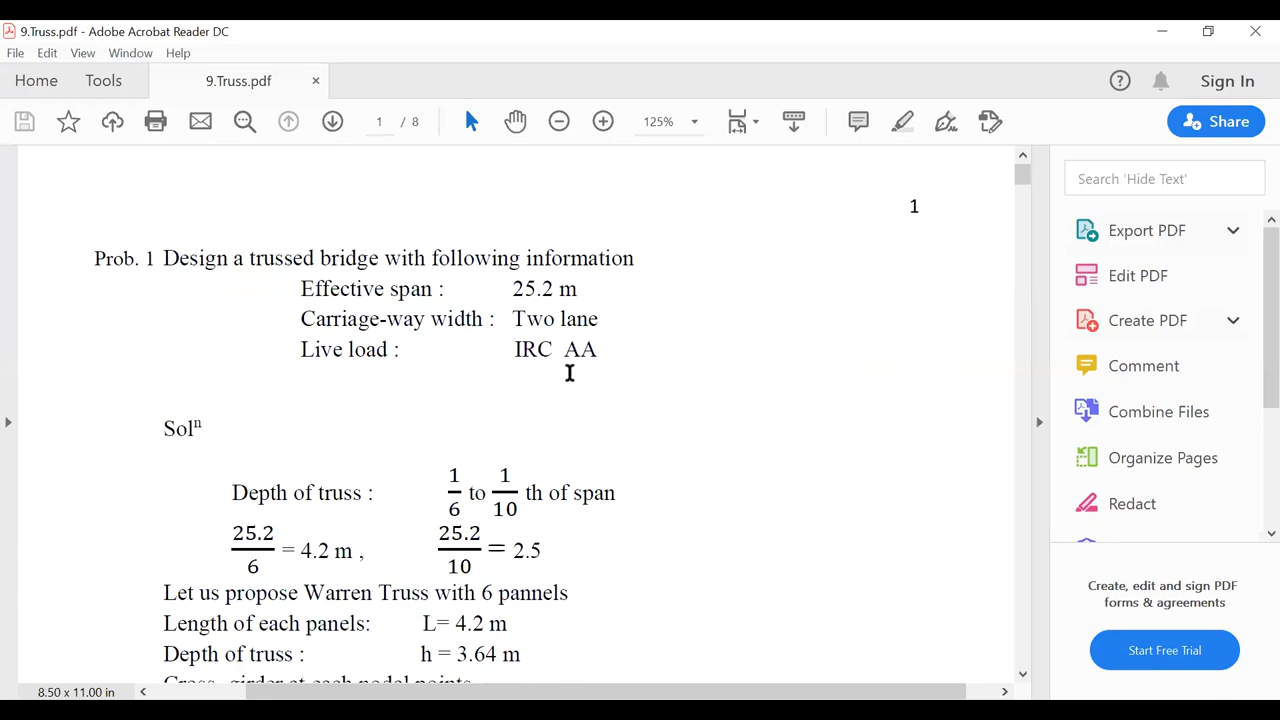 9.Truss.pdf - Adobe Acrobat Reader DC
File Edit View Window Help
Home Tools 9.Truss.pdf ×
Sign In
1 / 8
125%
Share
1
Prob. 1 Design a trussed bridge with following information
Effective span : 25.2 m
Carriage-way width : Two lane
Live load : IRC AA
Solⁿ
Depth of truss : 1/6 to 1/10 th of span
25.2/6 = 4.2 m , 25.2/10 = 2.5
Let us propose Warren Truss with 6 pannels
Length of each panels: L= 4.2 m
Depth of truss : h = 3.64 m
Cross- girder at each nodal points
8.50 x 11.00 in
Search 'Hide Text'
Export PDF
Edit PDF
Create PDF
Comment
Combine Files
Organize Pages
Redact
Create, edit and sign PDF
forms & agreements
Start Free Trial